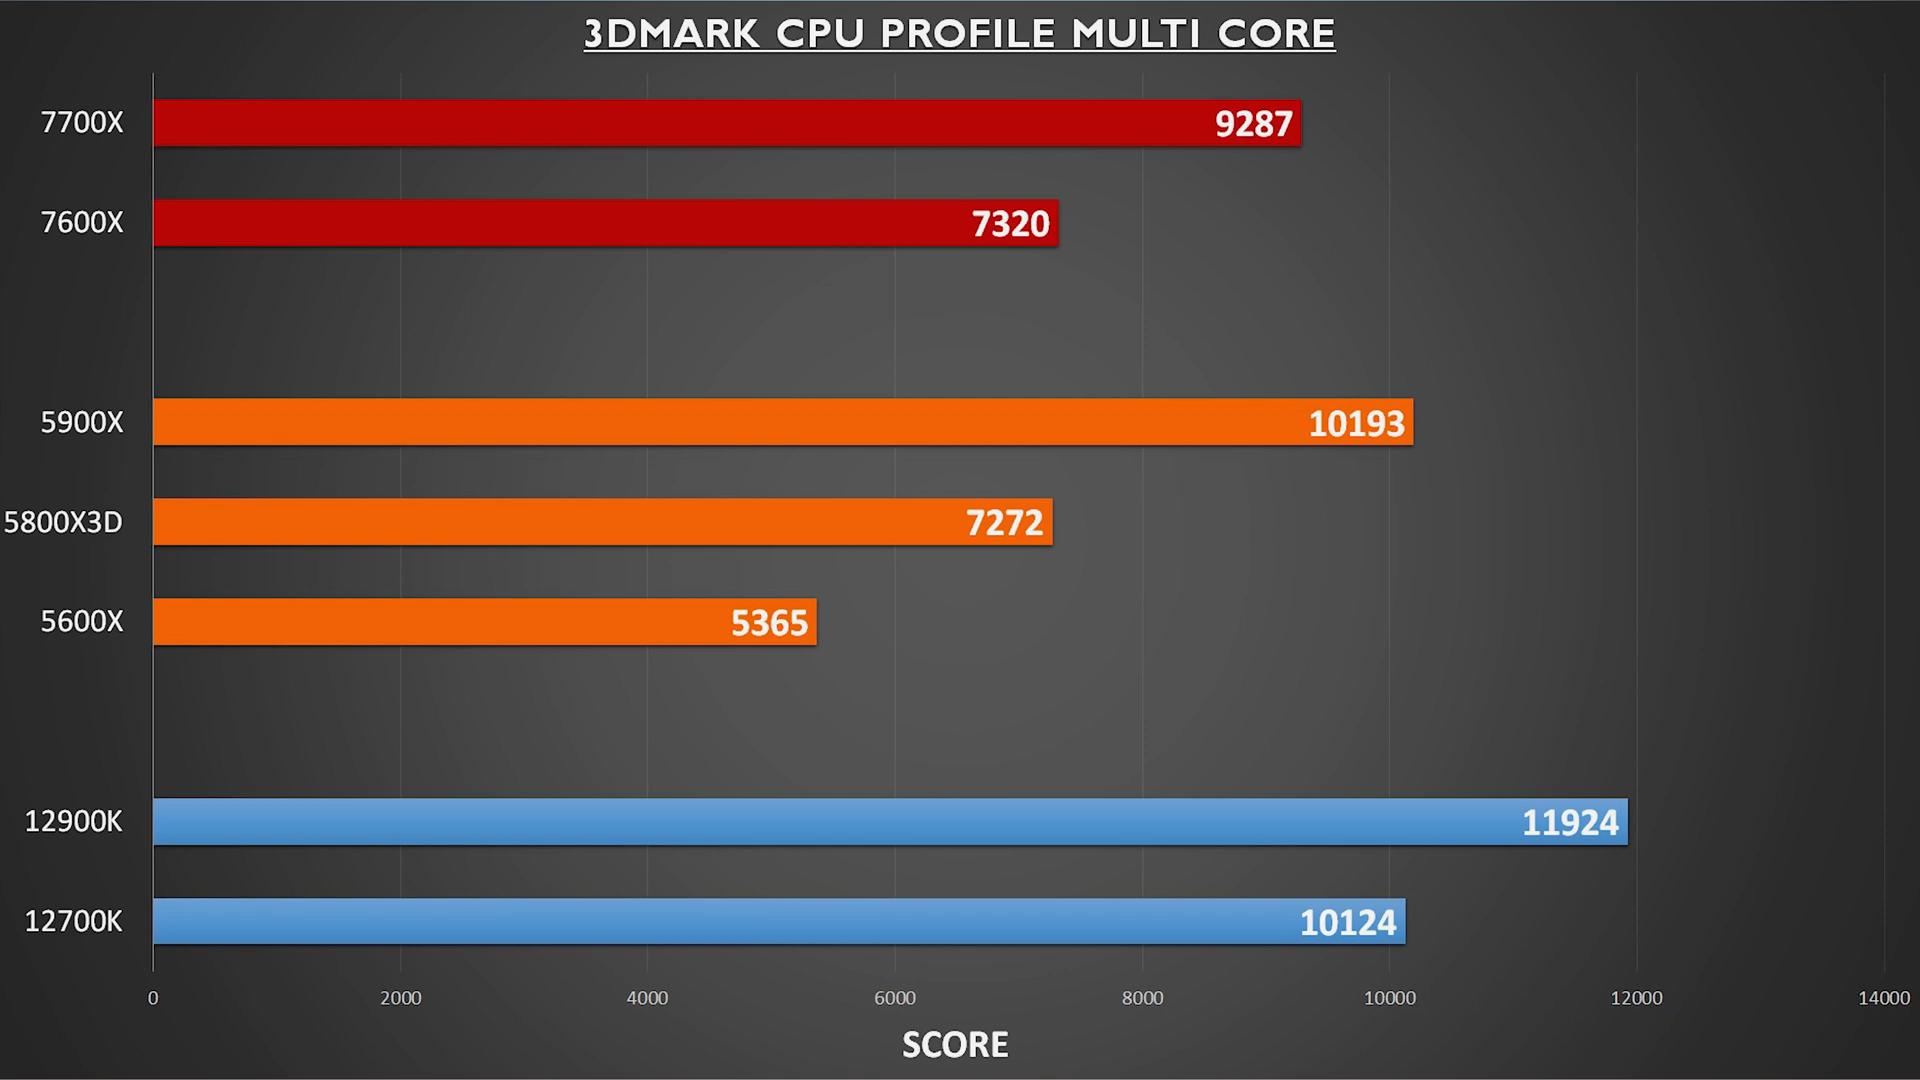 3DMARK CPU PROFILE MULTI CORE
7700X 9287
7600X 7320
5900X 10193
5800X3D 7272
5600X 5365
12900K 11924
12700K 10124
0 2000 4000 6000 8000 10000 12000 14000
SCORE